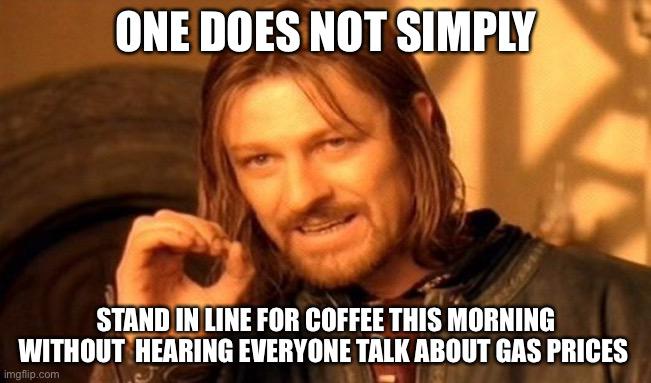 ONE DOES NOT SIMPLY
STAND IN LINE FOR COFFEE THIS MORNING
WITHOUT  HEARING EVERYONE TALK ABOUT GAS PRICES
imgflip.com